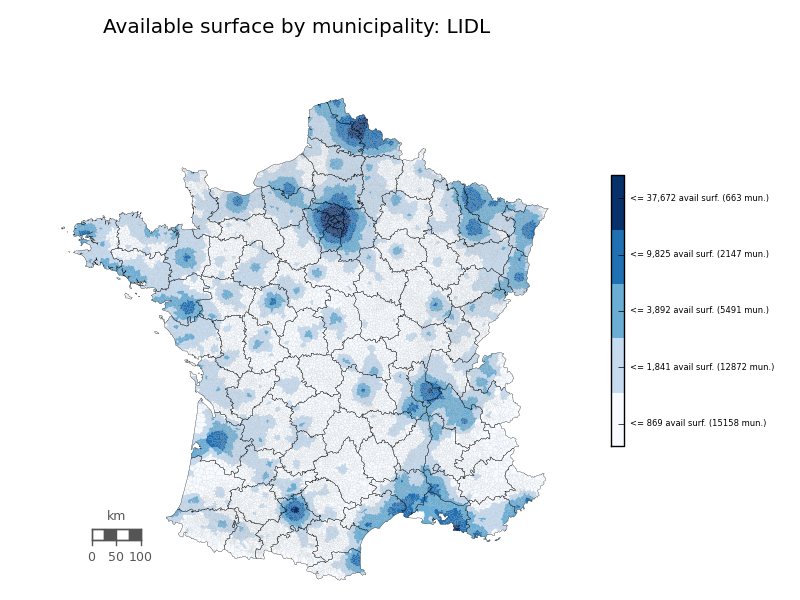 Available surface by municipality: LIDL
<= 37,672 avail surf. (663 mun.)
<= 9,825 avail surf. (2147 mun.)
<= 3,892 avail surf. (5491 mun.)
<= 1,841 avail surf. (12872 mun.)
<= 869 avail surf. (15158 mun.)
km
0 50 100